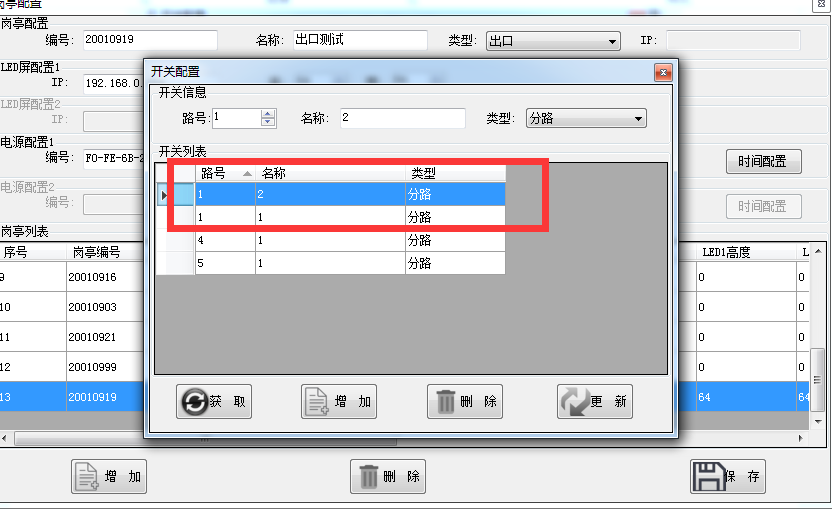 岗亭配置
岗亭配置
编号: 20010919 名称: 出口测试 类型: 出口 IP:
LED屏配置1
IP: 192.168.0.
LED屏配置2
IP:
电源配置1
编号: F0-FE-6B-2 时间配置
电源配置2
编号: 时间配置
岗亭列表
序号 岗亭编号 LED1高度 L
9 20010916 0 0
10 20010903 0 0
11 20010921 0 0
12 20010999 0 0
13 20010919 64 64
增 加 删 除 保 存
开关配置
开关信息
路号: 1 名称: 2 类型: 分路
开关列表
路号 名称 类型
1 2 分路
1 1 分路
4 1 分路
5 1 分路
获 取 增 加 删 除 更 新